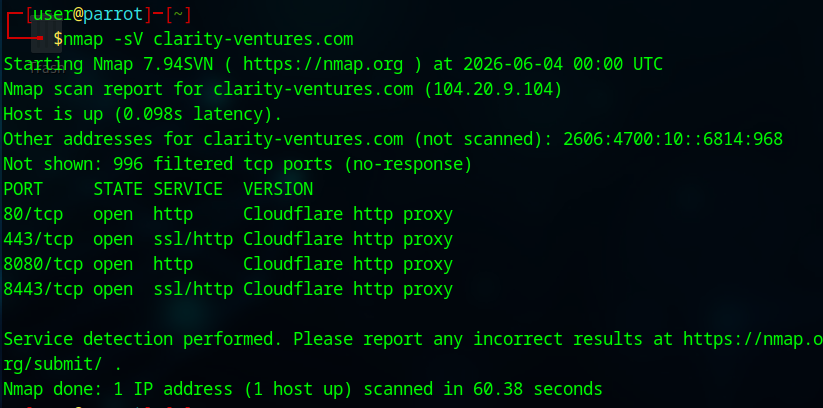 [user@parrot]-[~]
$nmap -sV clarity-ventures.com
Starting Nmap 7.94SVN ( https://nmap.org ) at 2026-06-04 00:00 UTC
Nmap scan report for clarity-ventures.com (104.20.9.104)
Host is up (0.098s latency).
Other addresses for clarity-ventures.com (not scanned): 2606:4700:10::6814:968
Not shown: 996 filtered tcp ports (no-response)
PORT     STATE SERVICE  VERSION
80/tcp   open  http     Cloudflare http proxy
443/tcp  open  ssl/http Cloudflare http proxy
8080/tcp open  http     Cloudflare http proxy
8443/tcp open  ssl/http Cloudflare http proxy
Service detection performed. Please report any incorrect results at https://nmap.o
rg/submit/ .
Nmap done: 1 IP address (1 host up) scanned in 60.38 seconds